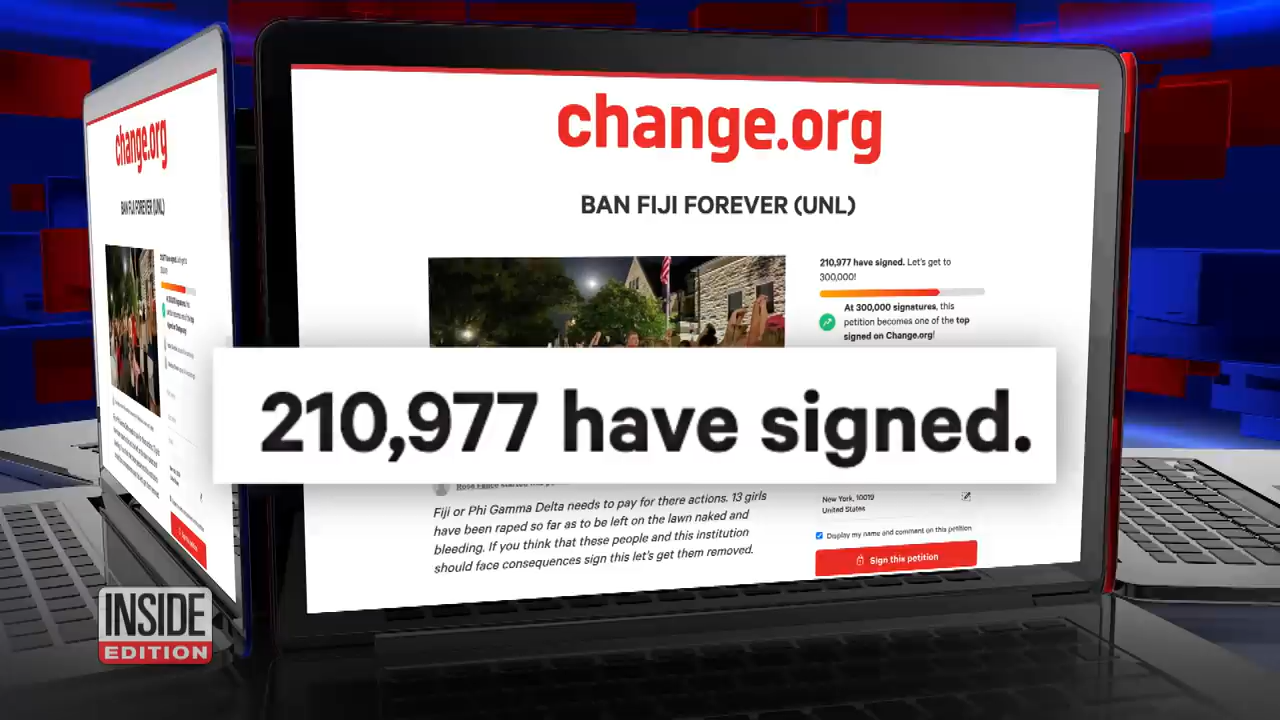 change.org
BAN FIJI FOREVER (UNL)
210,977 have signed. Let's get to
300,000!
At 300,000 signatures, this
petition becomes one of the top
signed on Change.org!
210,977 have signed.
Fiji or Phi Gamma Delta needs to pay for there actions. 13 girls
have been raped so far as to be left on the lawn naked and
bleeding. If you think that these people and this institution
should face consequences sign this let's get them removed.
New York, 10019
United States
Display my name and comment on this petition
Sign this petition
change.org
BAN FIJI FOREVER (UNL)
INSIDE
EDITION